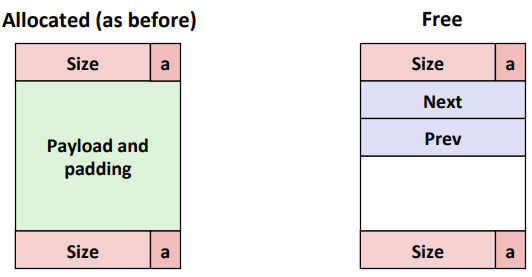 Allocated (as before)
Free
Size a
Size a
Next
Prev
Payload and
padding
Size a
Size a